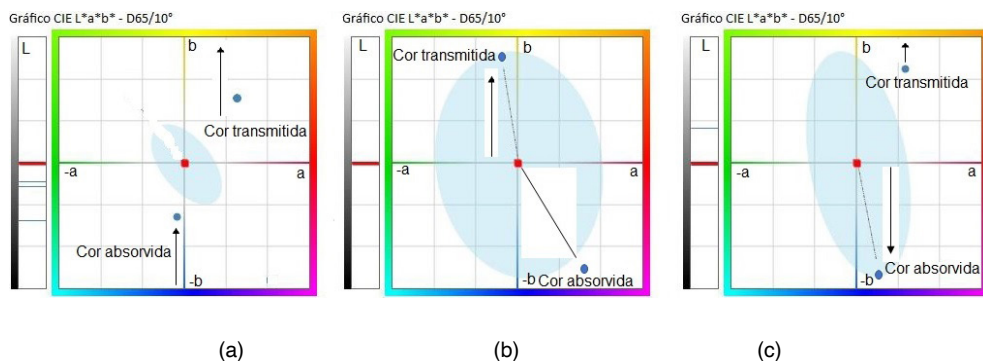 Gráfico CIE L*a*b* - D65/10°
L
b
Cor transmitida
-a
a
Cor absorvida
-b
(a)
Gráfico CIE L*a*b* - D65/10°
L
b
Cor transmitida
-a
a
-b Cor absorvida
(b)
Gráfico CIE L*a*b* - D65/10°
L
b
Cor transmitida
-a
a
Cor absorvida
-b
(c)